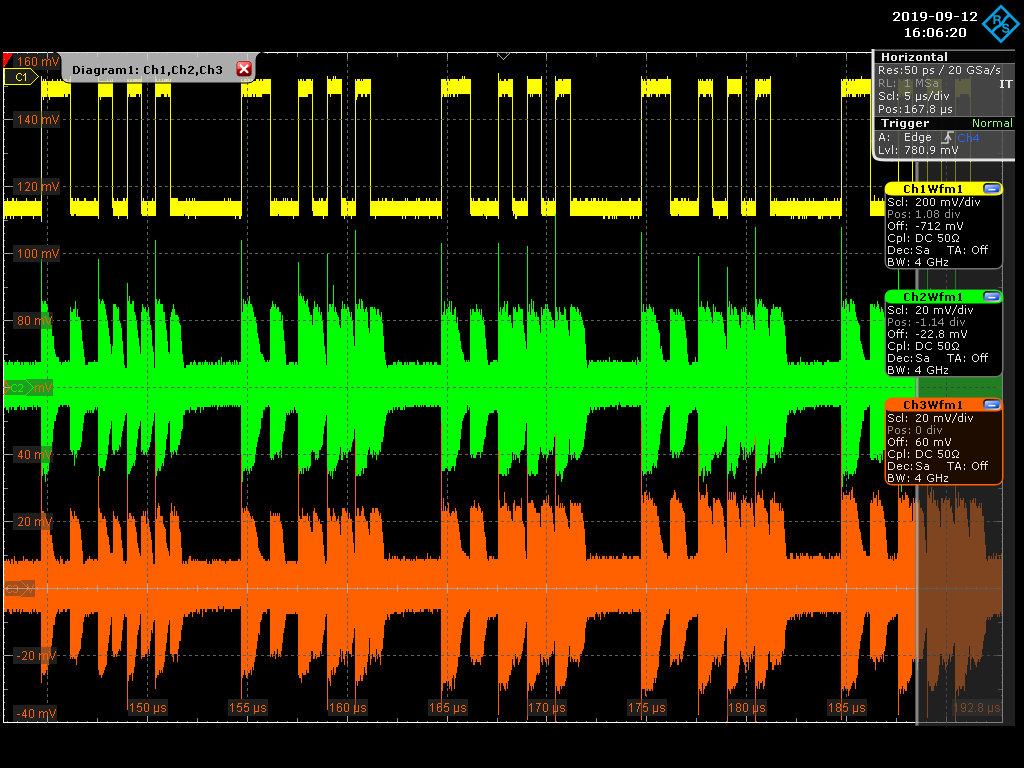 2019-09-12
16:06:20
R S
Diagram1: Ch1,Ch2,Ch3
160 mV
C1
140 mV
120 mV
100 mV
80 mV
C2 mV
40 mV
20 mV
-20 mV
-40 mV
150 µs
155 µs
160 µs
165 µs
170 µs
175 µs
180 µs
185 µs
192.8 µs
Horizontal
Res:50 ps / 20 GSa/s
RL: 1 MSa IT
Scl: 5 µs/div
Pos:167.8 µs
Trigger Normal
A: Edge Ch4
Lvl: 780.9 mV
Ch1Wfm1
Scl: 200 mV/div
Pos: 1.08 div
Off: -712 mV
Cpl: DC 50Ω
Dec:Sa TA: Off
BW: 4 GHz
Ch2Wfm1
Scl: 20 mV/div
Pos: -1.14 div
Off: -22.8 mV
Cpl: DC 50Ω
Dec:Sa TA: Off
BW: 4 GHz
Ch3Wfm1
Scl: 20 mV/div
Pos: 0 div
Off: 60 mV
Cpl: DC 50Ω
Dec:Sa TA: Off
BW: 4 GHz